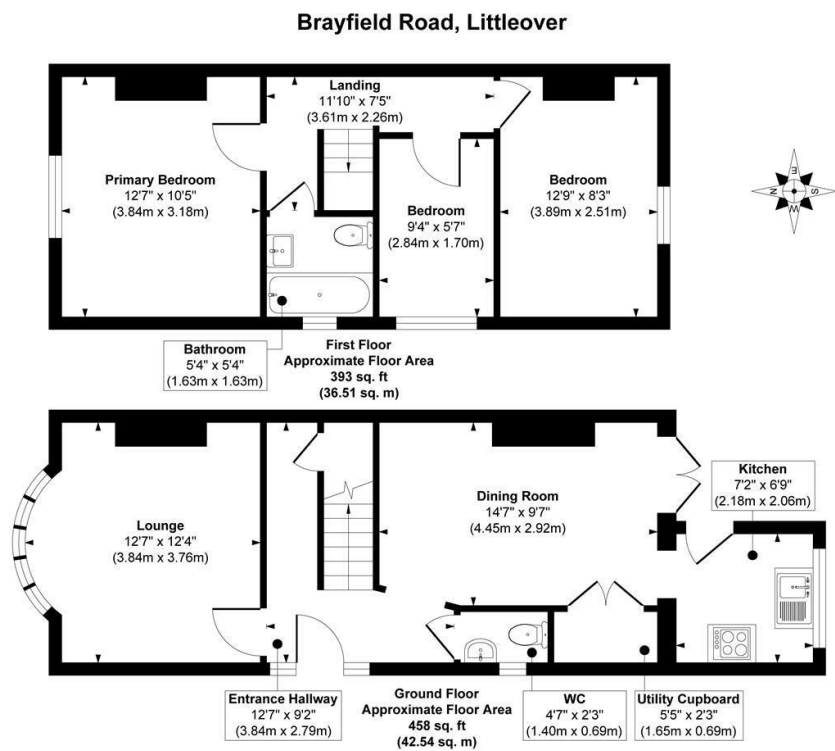 Brayfield Road, Littleover
Landing
11'10" x 7'5"
(3.61m x 2.26m)
Primary Bedroom
12'7" x 10'5"
(3.84m x 3.18m)
Bedroom
9'4" x 5'7"
(2.84m x 1.70m)
Bedroom
12'9" x 8'3"
(3.89m x 2.51m)
E
N
S
W
Bathroom
5'4" x 5'4"
(1.63m x 1.63m)
First Floor
Approximate Floor Area
393 sq. ft
(36.51 sq. m)
Lounge
12'7" x 12'4"
(3.84m x 3.76m)
Dining Room
14'7" x 9'7"
(4.45m x 2.92m)
Kitchen
7'2" x 6'9"
(2.18m x 2.06m)
Entrance Hallway
12'7" x 9'2"
(3.84m x 2.79m)
Ground Floor
Approximate Floor Area
458 sq. ft
(42.54 sq. m)
WC
4'7" x 2'3"
(1.40m x 0.69m)
Utility Cupboard
5'5" x 2'3"
(1.65m x 0.69m)